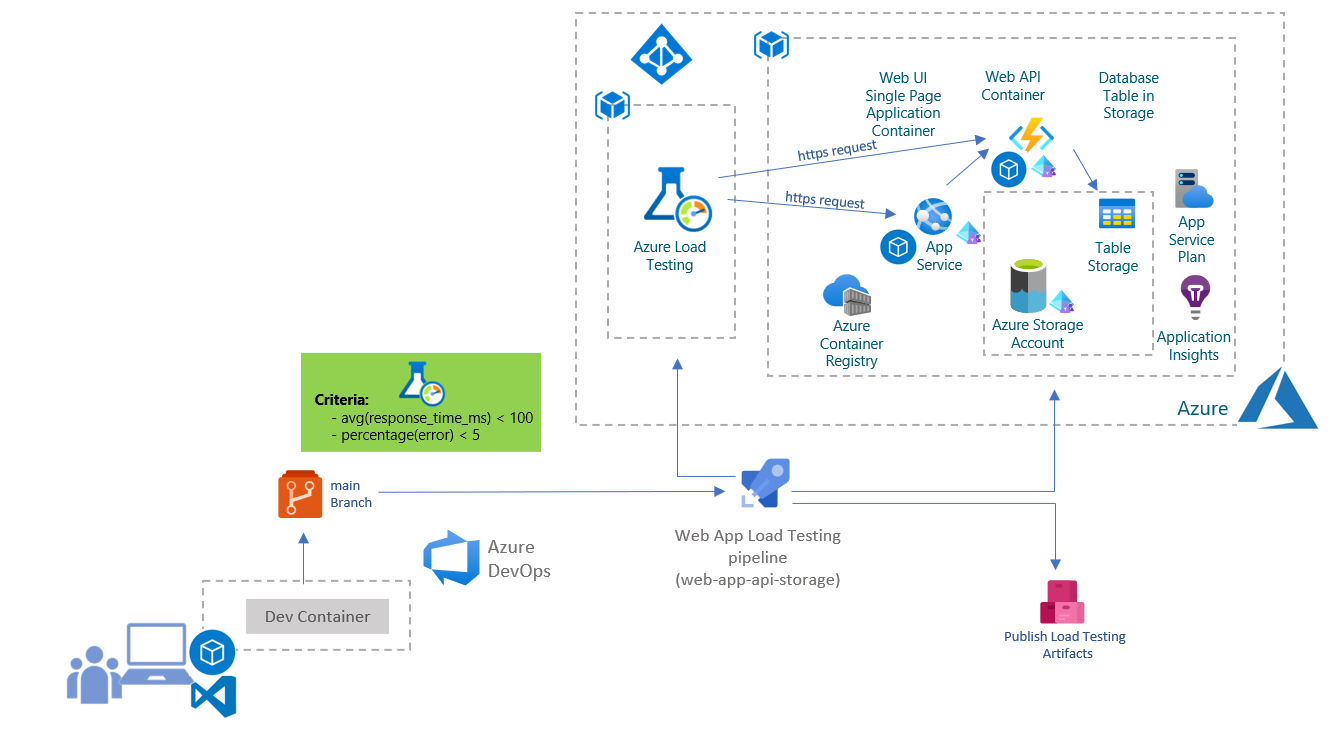 Web UI
Single Page
Application
Container
Web API
Container
Database
Table in
Storage
https request
https request
Azure Load
Testing
App
Service
Table
Storage
App
Service
Plan
Azure
Container
Registry
Azure Storage
Account
Application
Insights
Azure
Criteria:
- avg(response_time_ms) < 100
- percentage(error) < 5
main
Branch
Azure
DevOps
Web App Load Testing
pipeline
(web-app-api-storage)
Dev Container
Publish Load Testing
Artifacts